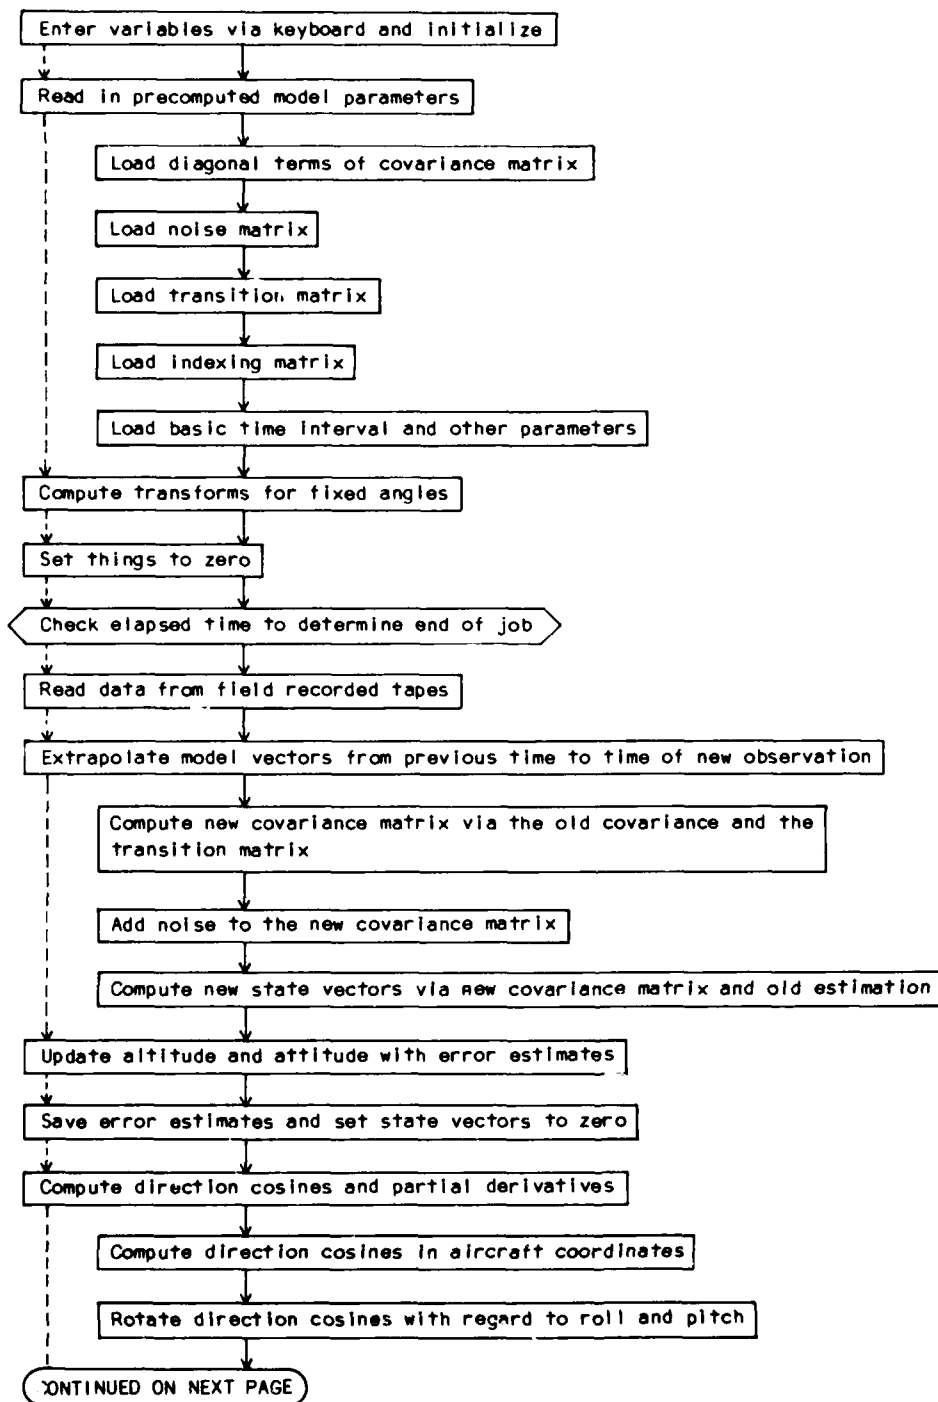 Enter variables via keyboard and initialize
Read in precomputed model parameters
Load diagonal terms of covariance matrix
Load noise matrix
Load transition matrix
Load indexing matrix
Load basic time interval and other parameters
Compute transforms for fixed angles
Set things to zero
Check elapsed time to determine end of job
Read data from field recorded tapes
Extrapolate model vectors from previous time to time of new observation
Compute new covariance matrix via the old covariance and the
transition matrix
Add noise to the new covariance matrix
Compute new state vectors via new covariance matrix and old estimation
Update altitude and attitude with error estimates
Save error estimates and set state vectors to zero
Compute direction cosines and partial derivatives
Compute direction cosines in aircraft coordinates
Rotate direction cosines with regard to roll and pitch
CONTINUED ON NEXT PAGE